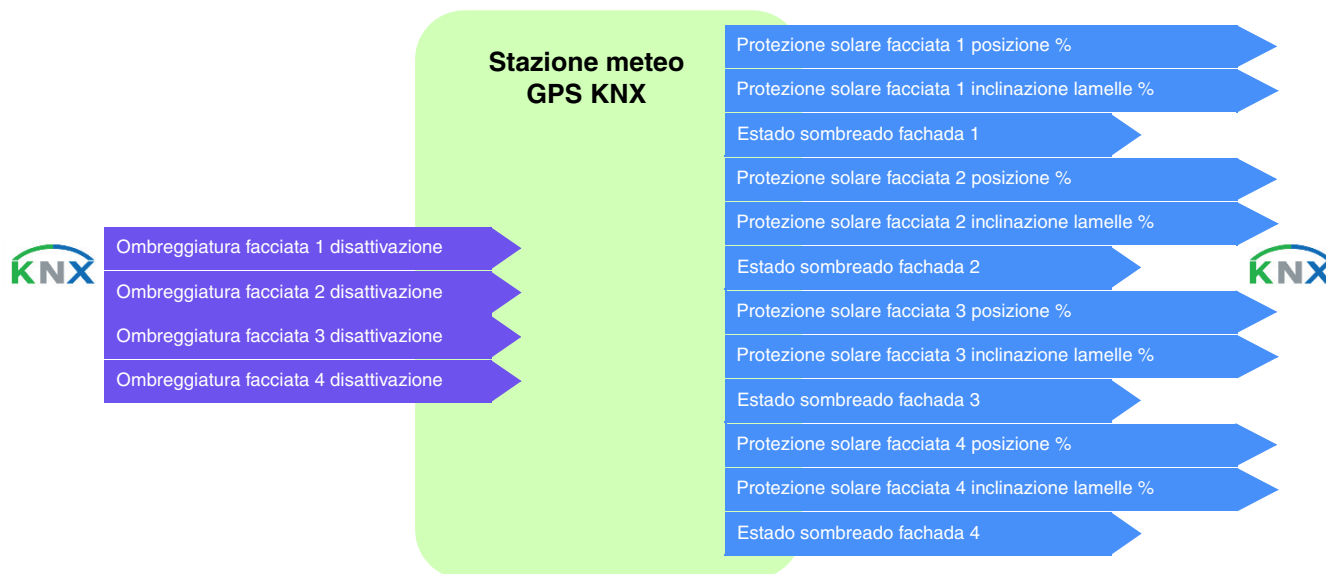 Stazione meteo
GPS KNX
KNX
Ombreggiatura facciata 1 disattivazione
Ombreggiatura facciata 2 disattivazione
Ombreggiatura facciata 3 disattivazione
Ombreggiatura facciata 4 disattivazione
Protezione solare facciata 1 posizione %
Protezione solare facciata 1 inclinazione lamelle %
Estado sombreado fachada 1
Protezione solare facciata 2 posizione %
Protezione solare facciata 2 inclinazione lamelle %
Estado sombreado fachada 2
Protezione solare facciata 3 posizione %
Protezione solare facciata 3 inclinazione lamelle %
Estado sombreado fachada 3
Protezione solare facciata 4 posizione %
Protezione solare facciata 4 inclinazione lamelle %
Estado sombreado fachada 4
KNX